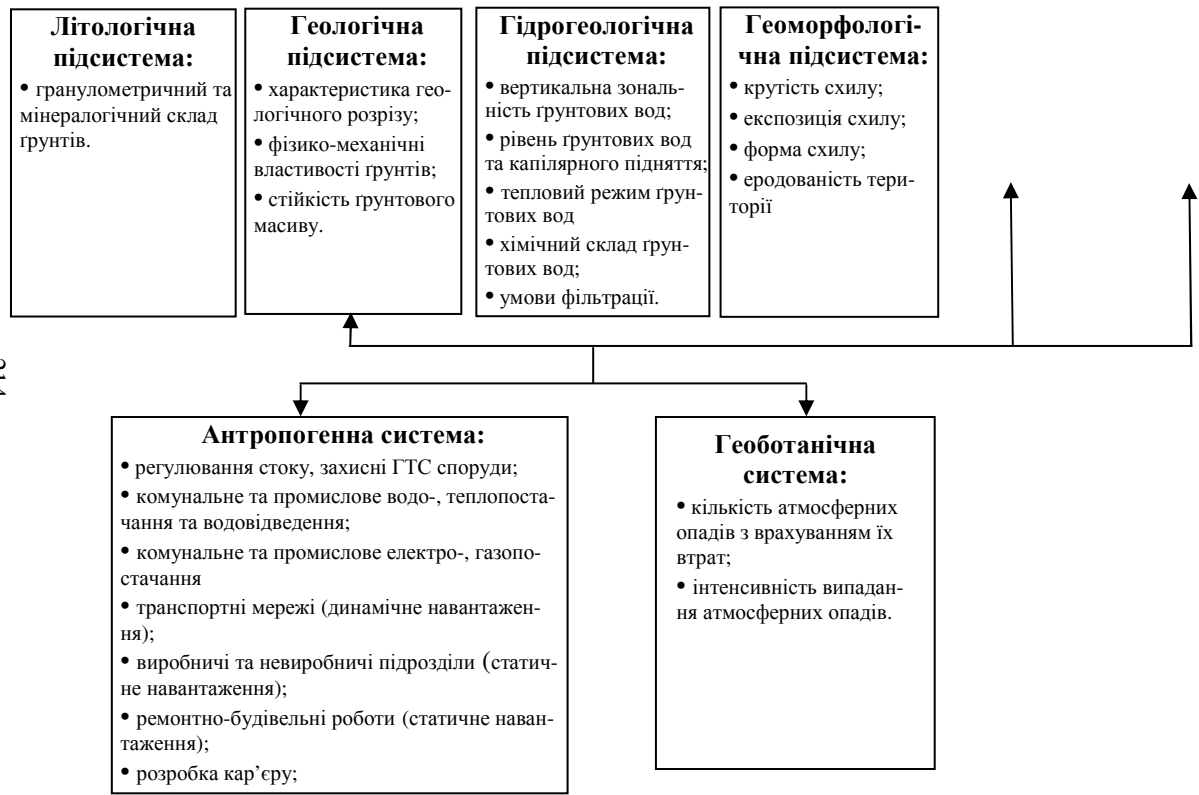 Літологічна
підсистема:
• гранулометричний та
мінералогічний склад
ґрунтів.
Геологічна
підсистема:
• характеристика гео-
логічного розрізу;
• фізико-механічні
властивості ґрунтів;
• стійкість ґрунтового
масиву.
Гідрогеологічна
підсистема:
• вертикальна зональ-
ність ґрунтових вод;
• рівень ґрунтових вод
та капілярного підняття;
• тепловий режим ґрун-
тових вод
• хімічний склад ґрун-
тових вод;
• умови фільтрації.
Геоморфологі-
чна підсистема:
• крутість схилу;
• експозиція схилу;
• форма схилу;
• еродованість тери-
торії
Антропогенна система:
• регулювання стоку, захисні ГТС споруди;
• комунальне та промислове водо-, теплопоста-
чання та водовідведення;
• комунальне та промислове електро-, газопо-
стачання
• транспортні мережі (динамічне навантажен-
ня);
• виробничі та невиробничі підрозділи (статич-
не навантаження);
• ремонтно-будівельні роботи (статичне наван-
таження);
• розробка кар’єру;
Геоботанічна
система:
• кількість атмосферних
опадів з врахуванням їх
втрат;
• інтенсивність випадан-
ня атмосферних опадів.